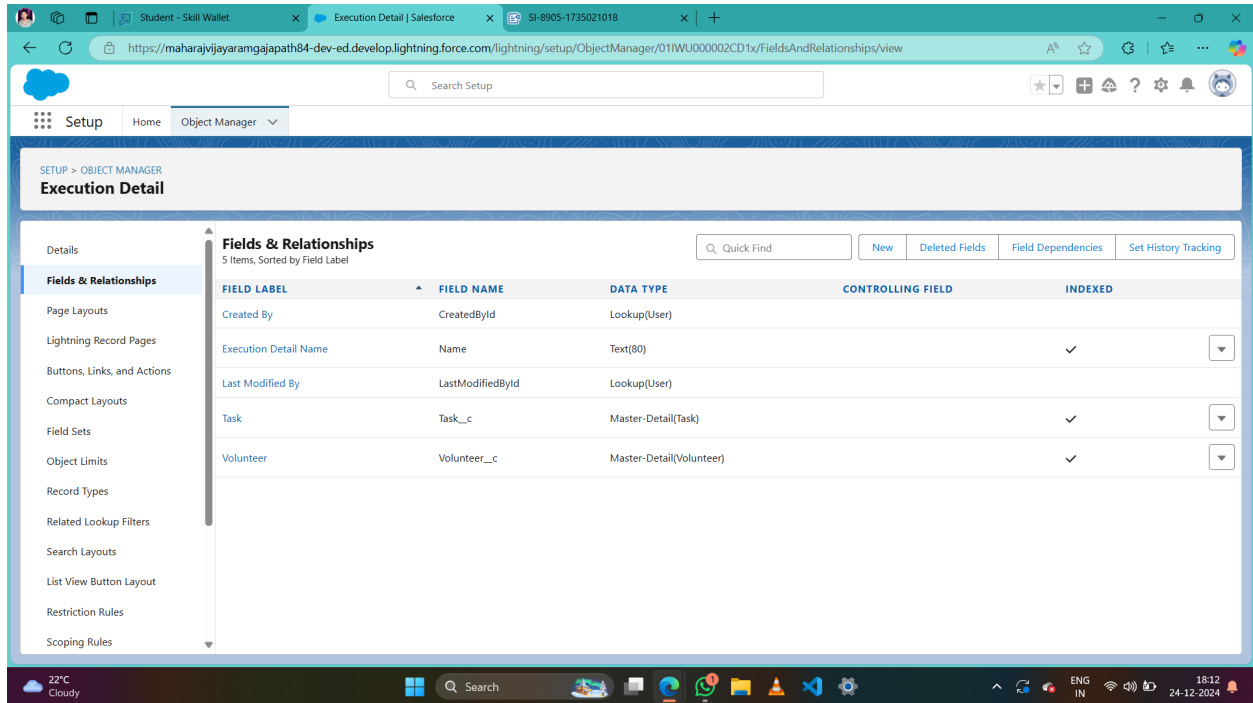 Student - Skill Wallet
Execution Detail | Salesforce
SI-8905-1735021018
https://maharajvijayaramgajapath84-dev-ed.develop.lightning.force.com/lightning/setup/ObjectManager/01IWU000002CD1x/FieldsAndRelationships/view
Search Setup
Setup Home Object Manager
SETUP > OBJECT MANAGER
Execution Detail
Details
Fields & Relationships
Page Layouts
Lightning Record Pages
Buttons, Links, and Actions
Compact Layouts
Field Sets
Object Limits
Record Types
Related Lookup Filters
Search Layouts
List View Button Layout
Restriction Rules
Scoping Rules
Fields & Relationships
5 Items, Sorted by Field Label
Quick Find
New Deleted Fields Field Dependencies Set History Tracking
FIELD LABEL FIELD NAME DATA TYPE CONTROLLING FIELD INDEXED
Created By CreatedById Lookup(User)
Execution Detail Name Name Text(80)
Last Modified By LastModifiedById Lookup(User)
Task Task__c Master-Detail(Task)
Volunteer Volunteer__c Master-Detail(Volunteer)
22°C
Cloudy
Search
1
ENG
IN
18:12
24-12-2024